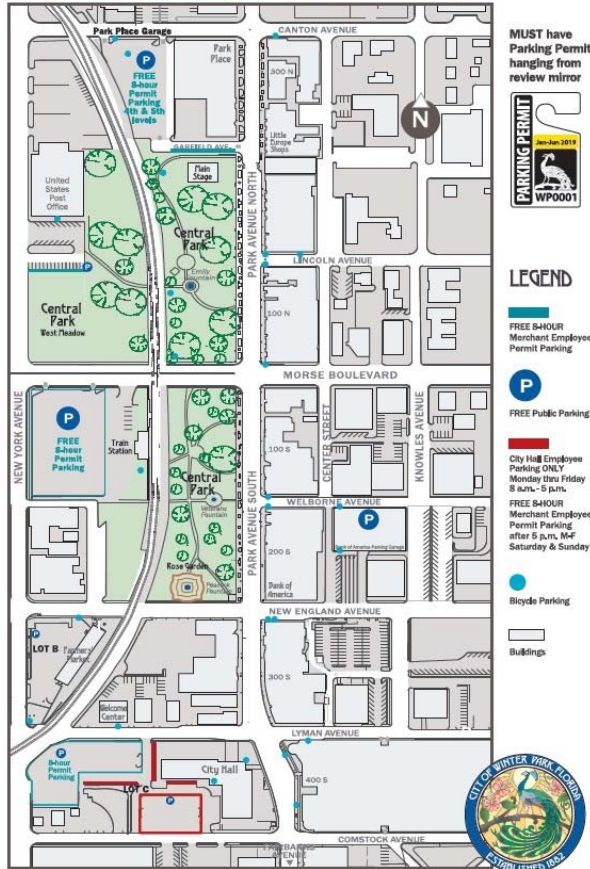 CANTON AVENUE
Park Place Garage
P
FREE
8-hour
Permit
Parking
4th & 5th
levels
Park
Place
300 N
N
Little
Europe
Shops
GARFIELD AVE.
United
States
Post
Office
Main
Stage
Central
Park
Emily
Fountain
PARK AVENUE NORTH
LINCOLN AVENUE
P
Central
Park
West Meadow
100 N
MORSE BOULEVARD
NEW YORK AVENUE
P
FREE
8-hour
Permit
Parking
Train
Station
Central
Park
Veterans
Fountain
Rose Garden
Peacock
Fountain
PARK AVENUE SOUTH
100 S
CENTER STREET
KNOWLES AVENUE
WELBORNE AVENUE
P
Bank of America Parking Garage
200 S
Bank of
America
NEW ENGLAND AVENUE
P
LOT B
Farmers'
Market
Welcome
Center
300 S
LYMAN AVENUE
P
8-hour
Permit
Parking
LOT C
P
City Hall
400 S
COMSTOCK AVENUE
FAIRBANKS
AVENUE
MUST have
Parking Permit
hanging from
review mirror
PARKING PERMIT
Jan-Jun 2019
WP0001
LEGEND
FREE 8-HOUR
Merchant Employee
Permit Parking
P
FREE Public Parking
City Hall Employee
Parking ONLY
Monday thru Friday
8 a.m. - 5 p.m.
FREE 8-HOUR
Merchant Employee
Permit Parking
after 5 p.m. M-F
Saturday & Sunday
Bicycle Parking
Buildings
CITY OF WINTER PARK, FLORIDA
ESTABLISHED 1882